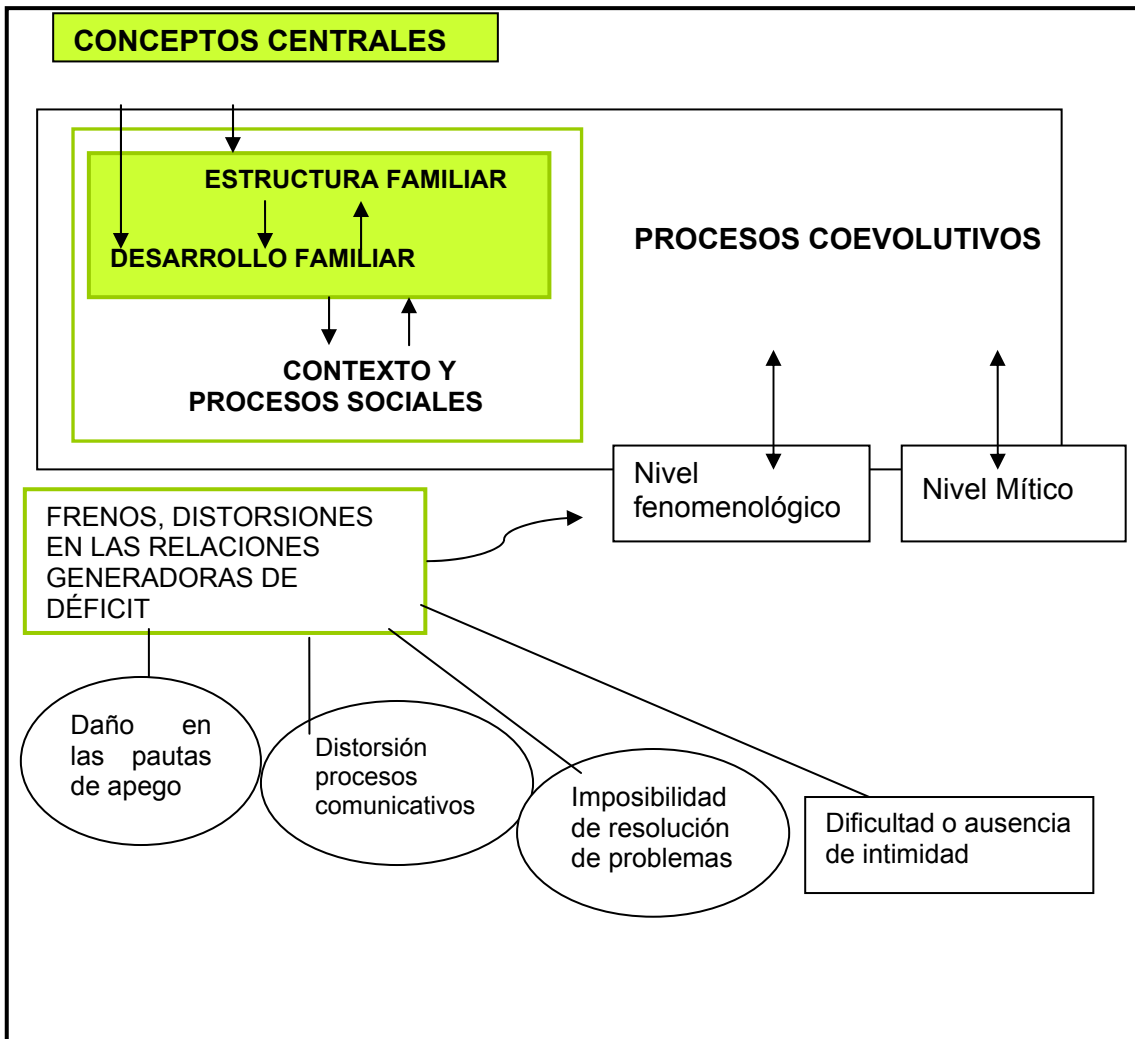 CONCEPTOS CENTRALES
ESTRUCTURA FAMILIAR
DESARROLLO FAMILIAR
CONTEXTO Y
PROCESOS SOCIALES
PROCESOS COEVOLUTIVOS
Nivel
fenomenológico
Nivel Mítico
FRENOS, DISTORSIONES
EN LAS RELACIONES
GENERADORAS DE
DÉFICIT
Daño en
las pautas
de apego
Distorsión
procesos
comunicativos
Imposibilidad
de resolución
de problemas
Dificultad o ausencia
de intimidad